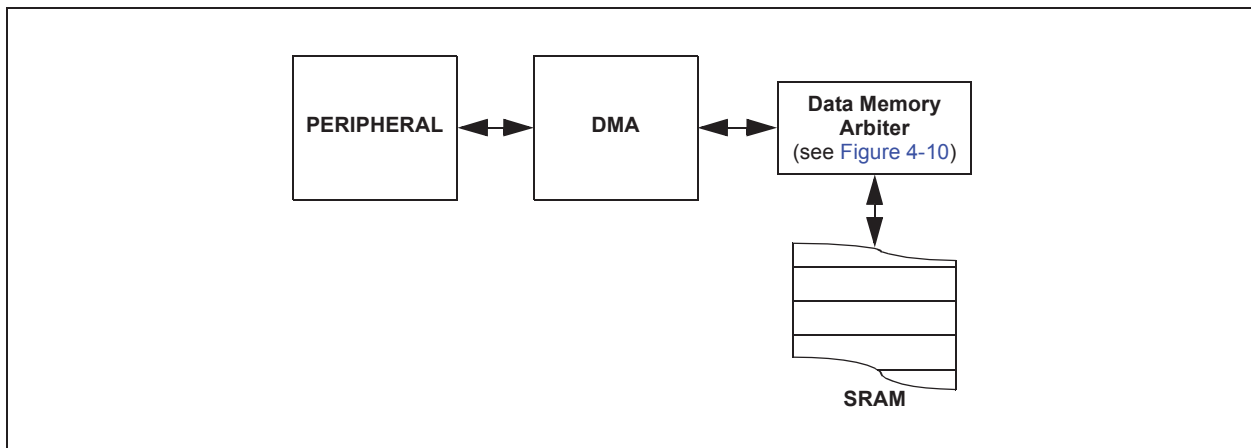 PERIPHERAL
DMA
Data Memory
Arbiter
(see Figure 4-10)
SRAM